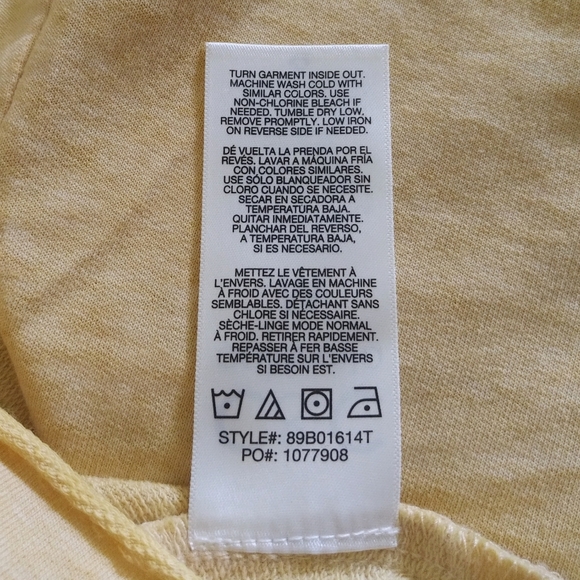 TURN GARMENT INSIDE OUT.
MACHINE WASH COLD WITH
SIMILAR COLORS. USE
NON-CHLORINE BLEACH IF
NEEDED. TUMBLE DRY LOW.
REMOVE PROMPTLY. LOW IRON
ON REVERSE SIDE IF NEEDED.
DÉ VUELTA LA PRENDA POR EL
REVÉS. LAVAR A MÁQUINA FRÍA
CON COLORES SIMILARES.
USE SÓLO BLANQUEADOR SIN
CLORO CUANDO SE NECESITE.
SECAR EN SECADORA A
TEMPERATURA BAJA.
QUITAR INMEDIATAMENTE.
PLANCHAR DEL REVERSO,
A TEMPERATURA BAJA,
SI ES NECESARIO.
METTEZ LE VÊTEMENT À
L'ENVERS. LAVAGE EN MACHINE
À FROID AVEC DES COULEURS
SEMBLABLES. DÉTACHANT SANS
CHLORE SI NÉCESSAIRE.
SÈCHE-LINGE MODE NORMAL
À FROID. RETIRER RAPIDEMENT.
REPASSER À FER BASSE
TEMPÉRATURE SUR L'ENVERS
SI BESOIN EST.
STYLE#: 89B01614T
PO#: 1077908